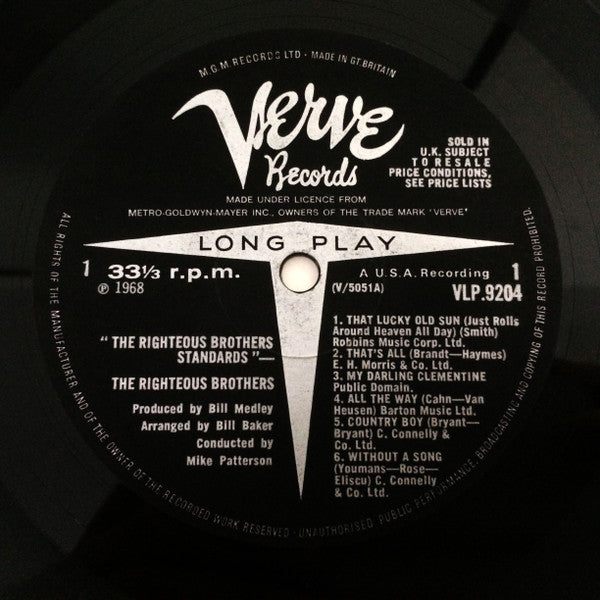 M.G.M RECORDS LTD · MADE IN GT. BRITAIN
Verve
Records
SOLD IN
U.K. SUBJECT
TO RESALE
PRICE CONDITIONS,
SEE PRICE LISTS
MADE UNDER LICENCE FROM
METRO-GOLDWYN-MAYER INC., OWNERS OF THE TRADE MARK 'VERVE'
LONG PLAY
1 33⅓ r.p.m.
℗ 1968
A U.S.A. Recording 1
(V/5051A) VLP.9204
"THE RIGHTEOUS BROTHERS
STANDARDS"—
THE RIGHTEOUS BROTHERS
Produced by Bill Medley
Arranged by Bill Baker
Conducted by
Mike Patterson
1. THAT LUCKY OLD SUN (Just Rolls
Around Heaven All Day) (Smith)
Robbins Music Corp. Ltd.
2. THAT'S ALL (Brandt—Haymes)
E. H. Morris & Co. Ltd.
3. MY DARLING CLEMENTINE
Public Domain.
4. ALL THE WAY (Cahn—Van
Heusen) Barton Music Ltd.
5. COUNTRY BOY (Bryant—
Bryant) C. Connelly &
Co. Ltd.
6. WITHOUT A SONG
(Youmans—Rose—
Eliscu) C. Connelly
& Co. Ltd.
ALL RIGHTS OF THE MANUFACTURER AND OF THE OWNER OF THE RECORDED WORK RESERVED · UNAUTHORISED PUBLIC PERFORMANCE BROADCASTING AND COPYING OF THIS RECORD PROHIBITED.